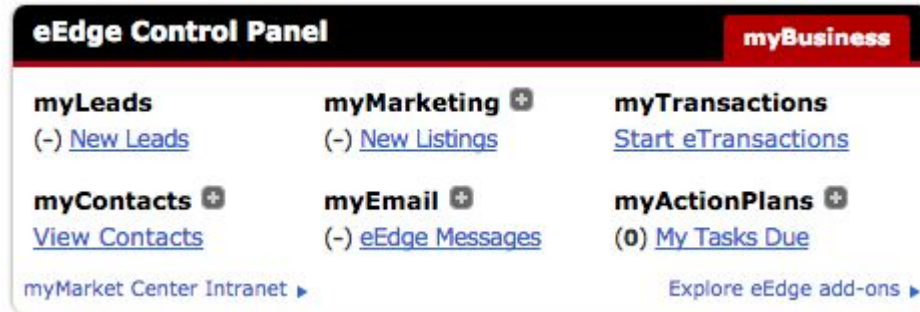 eEdge Control Panel
myBusiness
myLeads
(-) New Leads
myMarketing
(-) New Listings
myTransactions
Start eTransactions
myContacts
View Contacts
myEmail
(-) eEdge Messages
myActionPlans
(0) My Tasks Due
myMarket Center Intranet
Explore eEdge add-ons